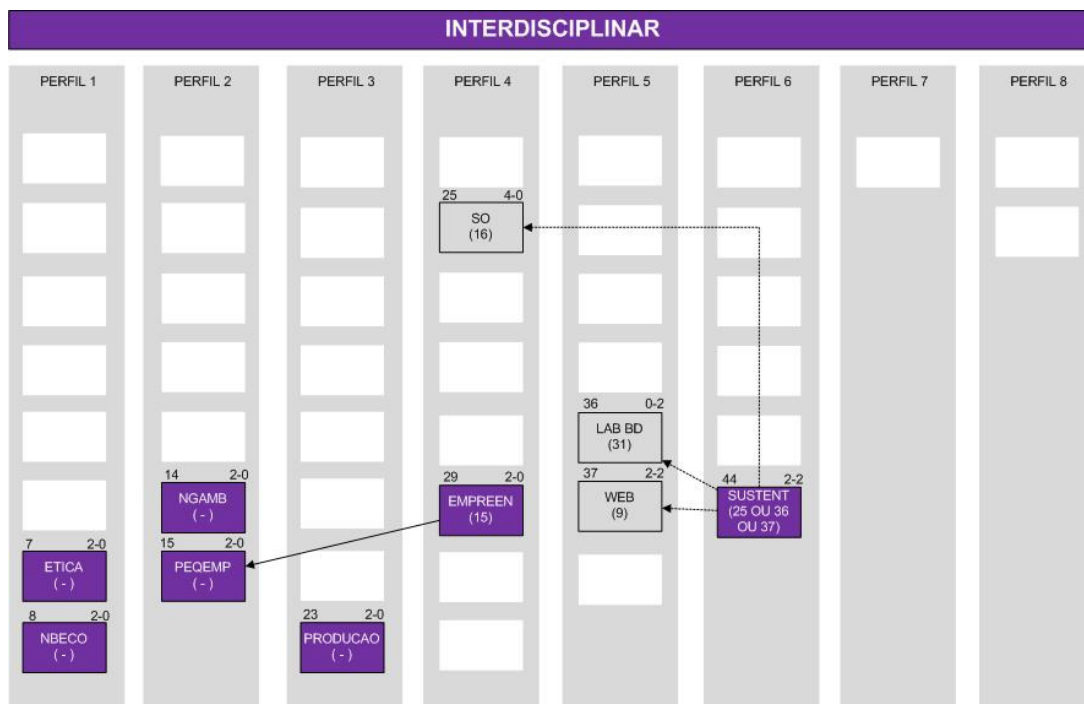 INTERDISCIPLINAR
PERFIL 1
PERFIL 2
PERFIL 3
PERFIL 4
PERFIL 5
PERFIL 6
PERFIL 7
PERFIL 8
25 4-0
SO
(16)
36 0-2
LAB BD
(31)
14 2-0
NGAMB
( - )
29 2-0
EMPREEN
(15)
37 2-2
WEB
(9)
44 2-2
SUSTENT
(25 OU 36
OU 37)
7 2-0
ETICA
( - )
15 2-0
PEQEMP
( - )
8 2-0
NBECO
( - )
23 2-0
PRODUCAO
( - )